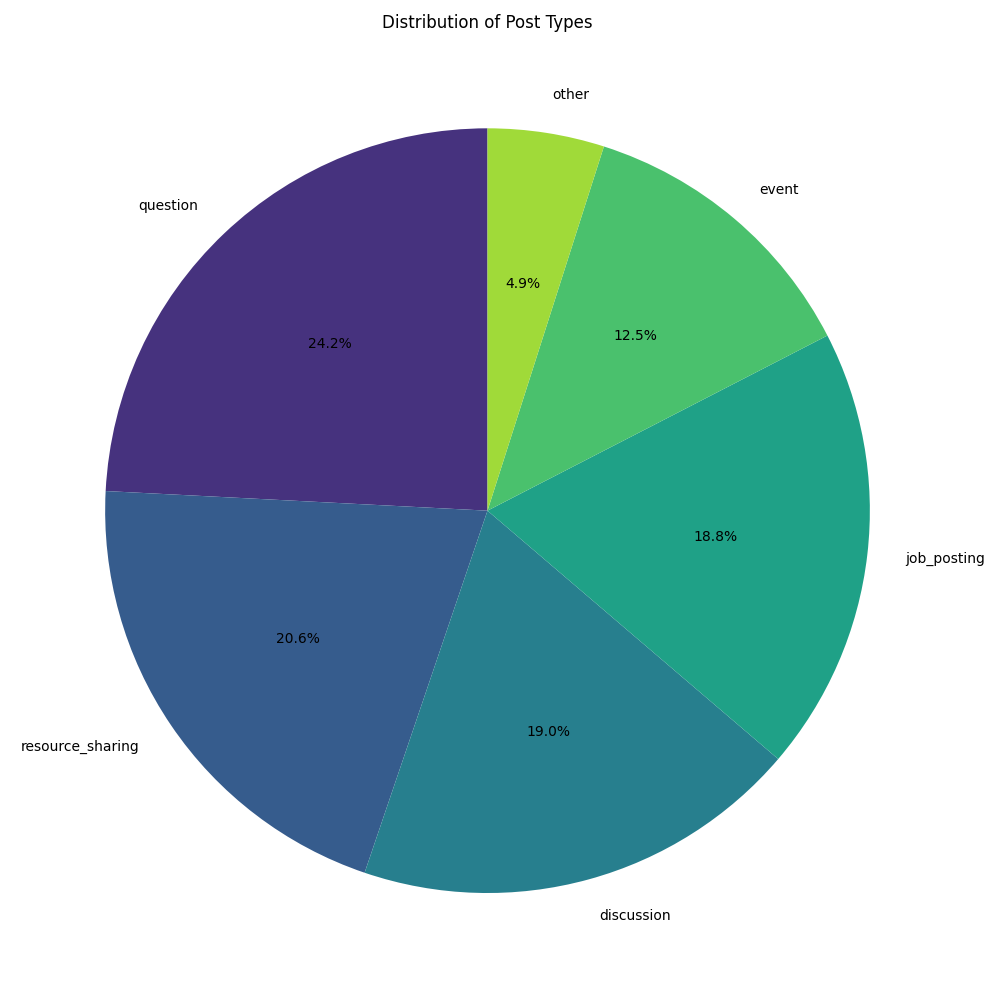 Distribution of Post Types
other
event
question
4.9%
12.5%
24.2%
18.8%
job_posting
20.6%
19.0%
resource_sharing
discussion